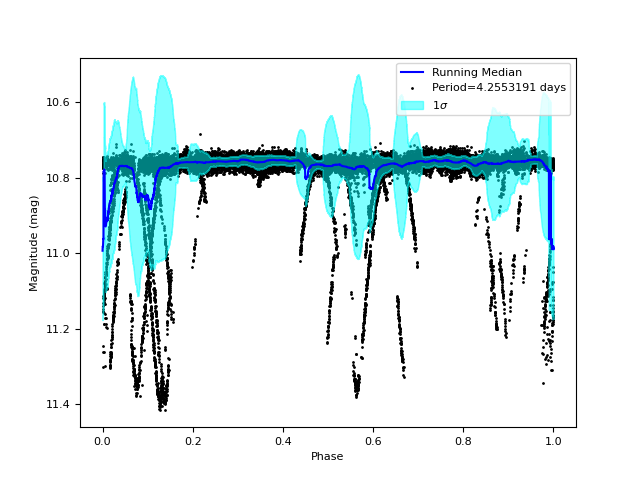 Running Median
Period=4.2553191 days
1σ
10.6
10.8
11.0
11.2
11.4
Magnitude (mag)
0.0 0.2 0.4 0.6 0.8 1.0
Phase